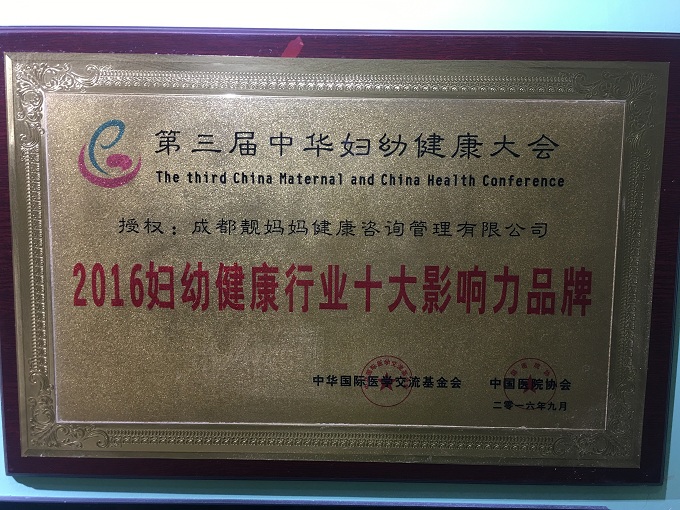 第三届中华妇幼健康大会
The third China Maternal and China Health Conference
授权：成都靓妈妈健康咨询管理有限公司
2016妇幼健康行业十大影响力品牌
中华国际医学交流基金会 中国医院协会
二零一六年九月